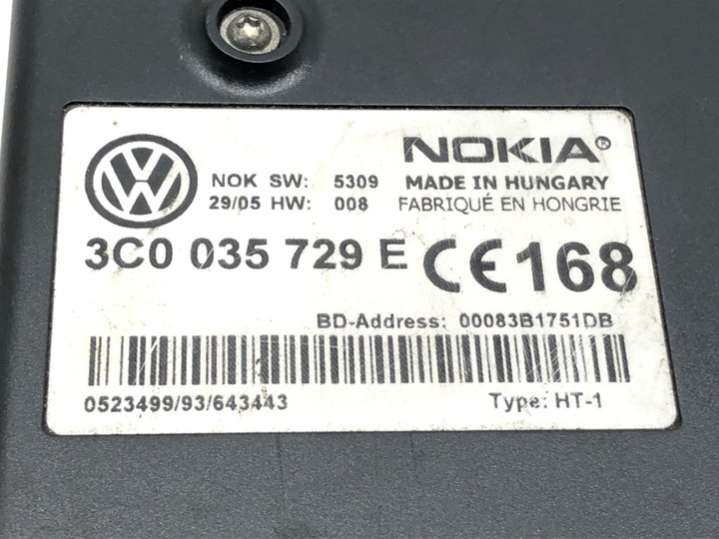 NOKIA®
NOK SW: 5309 MADE IN HUNGARY
29/05 HW: 008 FABRIQUÉ EN HONGRIE
3C0 035 729 E CE168
BD-Address: 00083B1751DB
0523499/93/643443 Type: HT-1